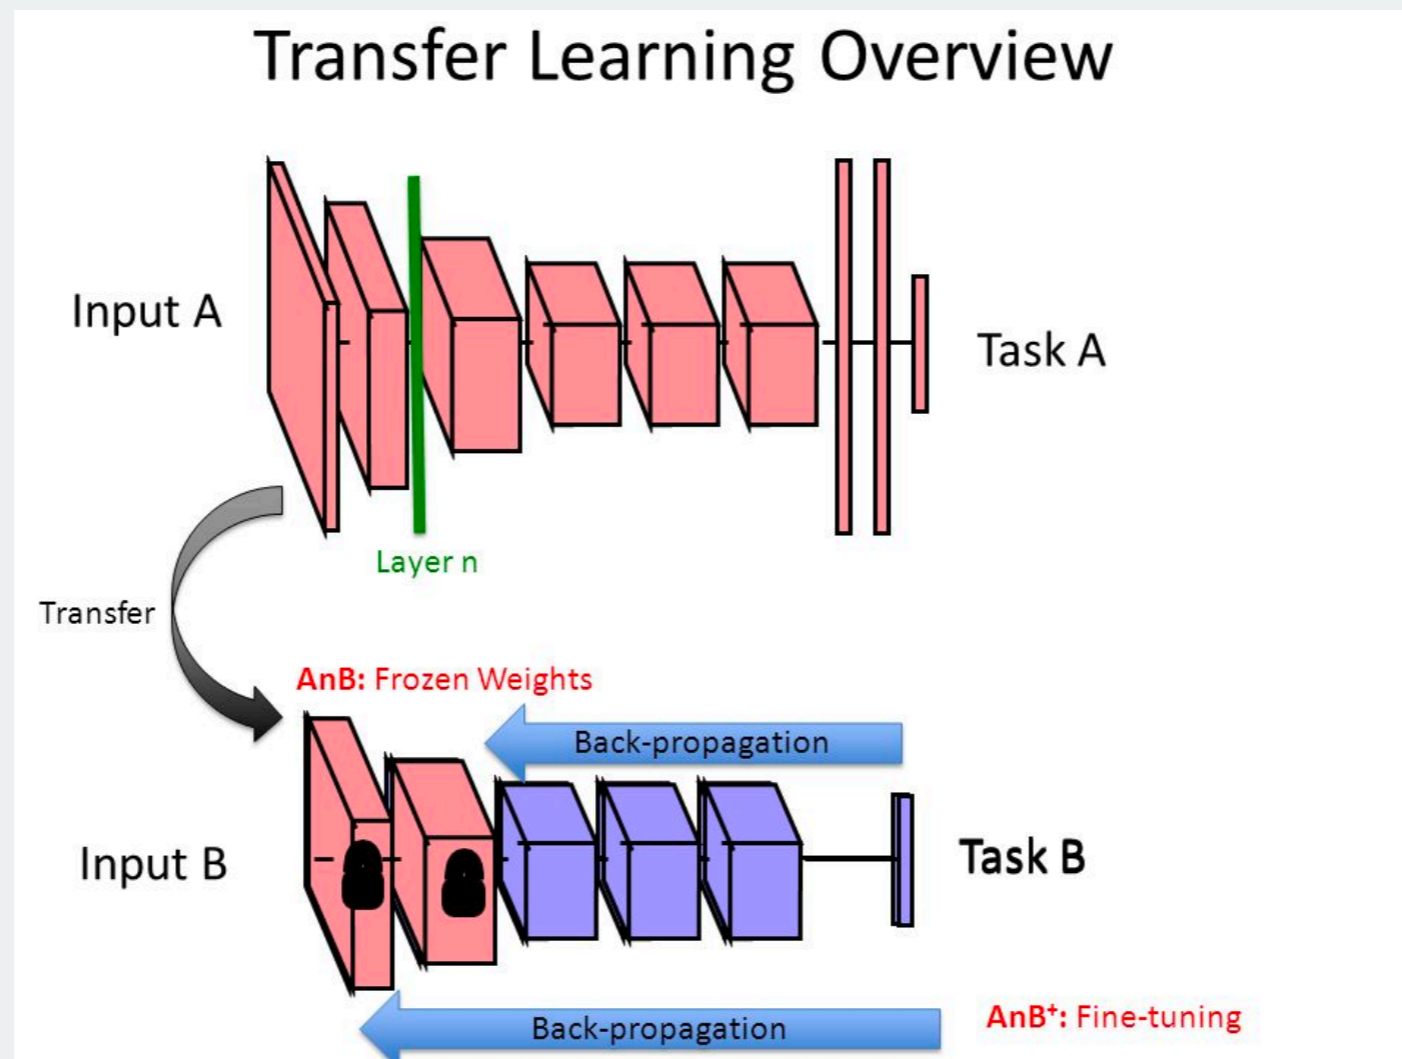 Transfer Learning Overview
Input A
Task A
Layer n
Transfer
AnB: Frozen Weights
Back-propagation
Input B
Task B
Back-propagation
AnB⁺: Fine-tuning